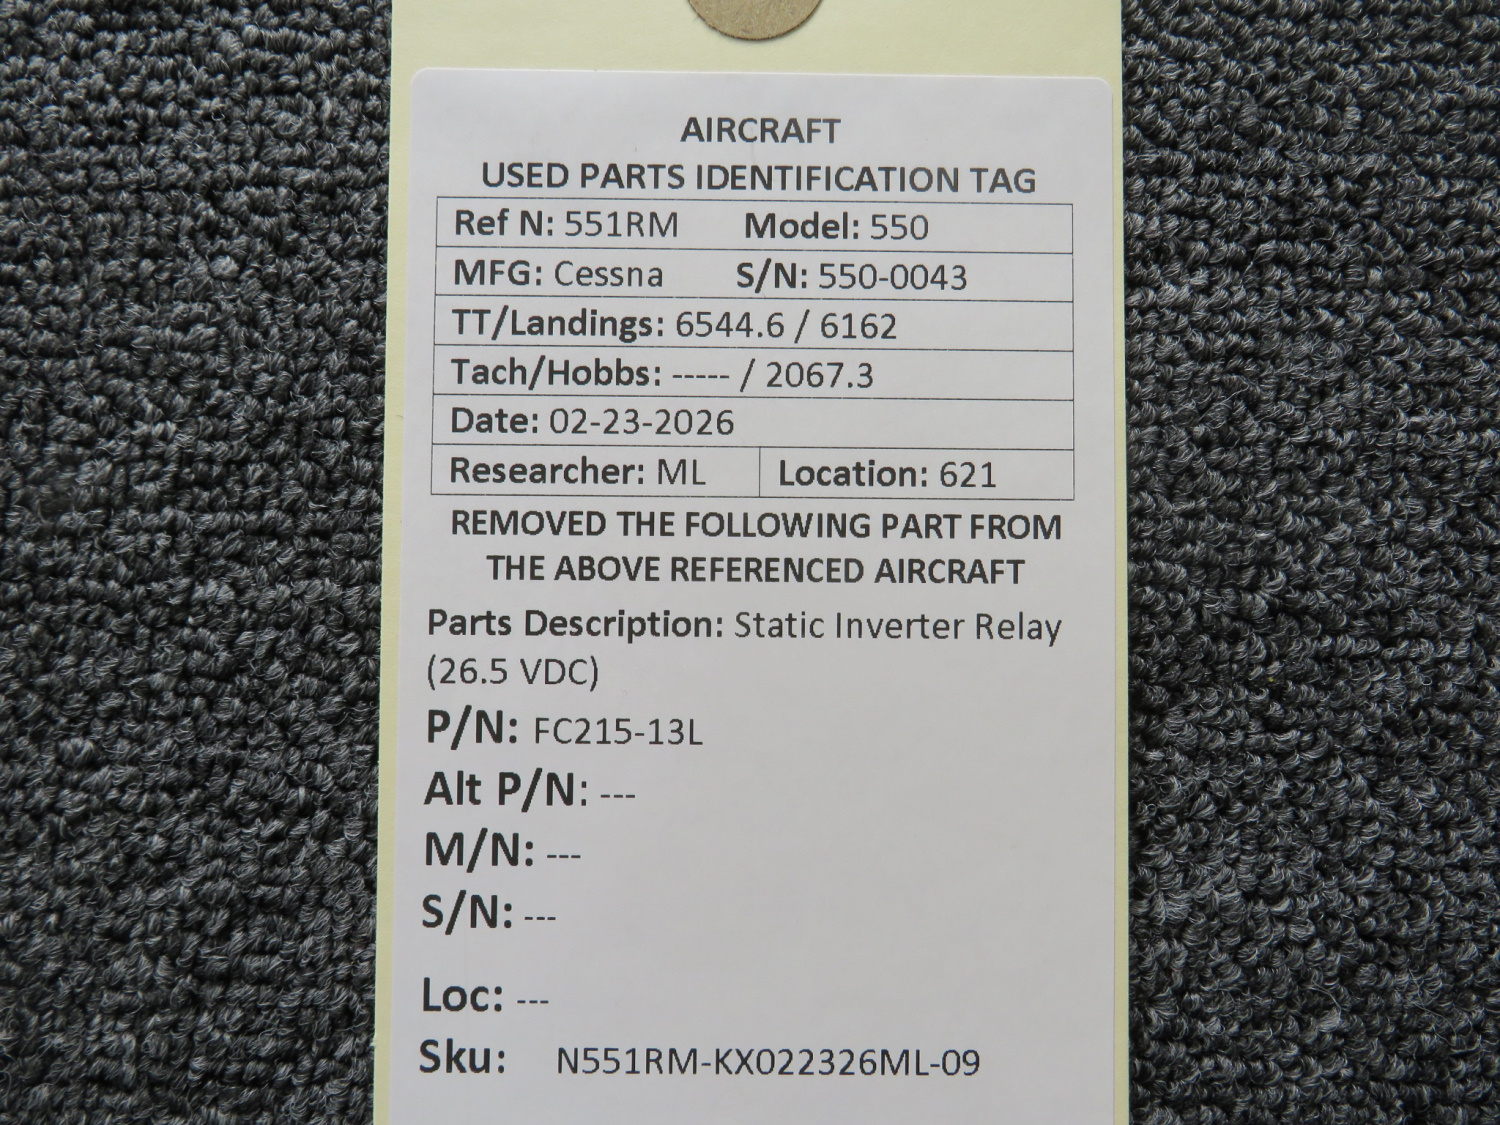 AIRCRAFT
USED PARTS IDENTIFICATION TAG
Ref N: 551RM Model: 550
MFG: Cessna S/N: 550-0043
TT/Landings: 6544.6 / 6162
Tach/Hobbs: ----- / 2067.3
Date: 02-23-2026
Researcher: ML Location: 621
REMOVED THE FOLLOWING PART FROM
THE ABOVE REFERENCED AIRCRAFT
Parts Description: Static Inverter Relay
(26.5 VDC)
P/N: FC215-13L
Alt P/N: ---
M/N: ---
S/N: ---
Loc: ---
Sku: N551RM-KX022326ML-09